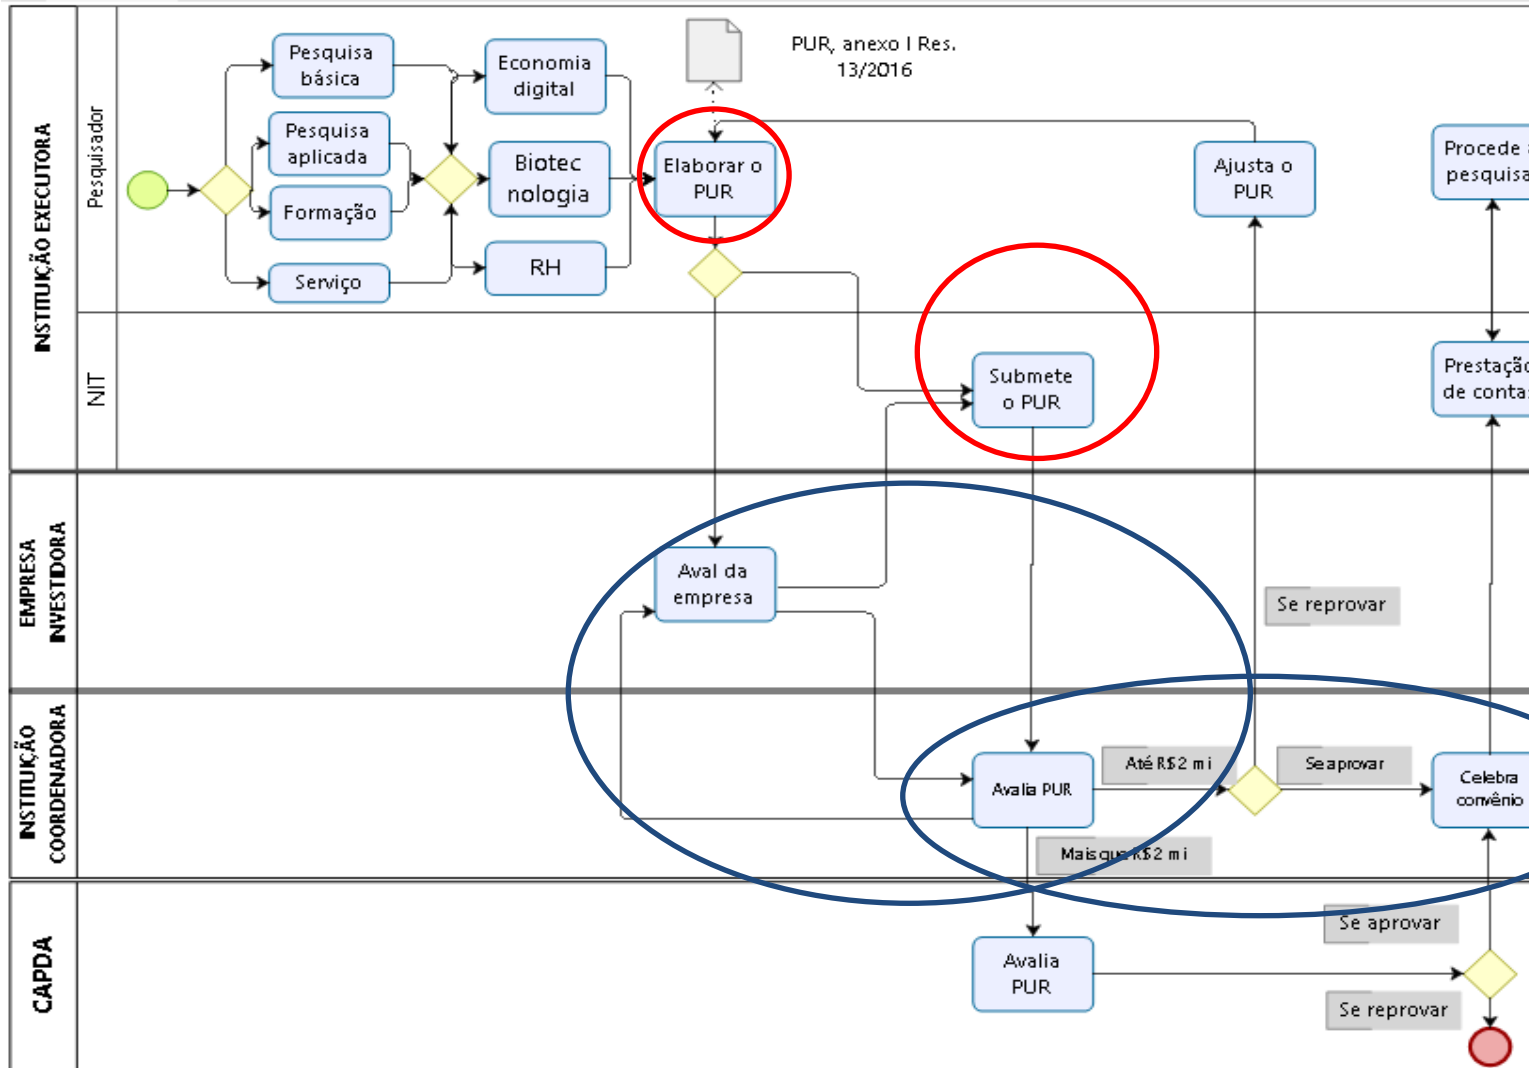 INSTITUIÇÃO EXECUTORA
Pesquisador
Pesquisa
básica
Pesquisa
aplicada
Formação
Serviço
Economia
digital
Biotec
nologia
RH
PUR, anexo I Res.
13/2016
Elaborar o
PUR
Ajusta o
PUR
Procede a
pesquisa
NIT
Submete
o PUR
Prestação
de contas
EMPRESA
INVESTIDORA
Aval da
empresa
Se reprovar
INSTITUIÇÃO
COORDENADORA
Avalia PUR
Até R$2 mi
Se aprovar
Celebra
convênio
Mais que R$2 mi
CAPDA
Avalia
PUR
Se aprovar
Se reprovar